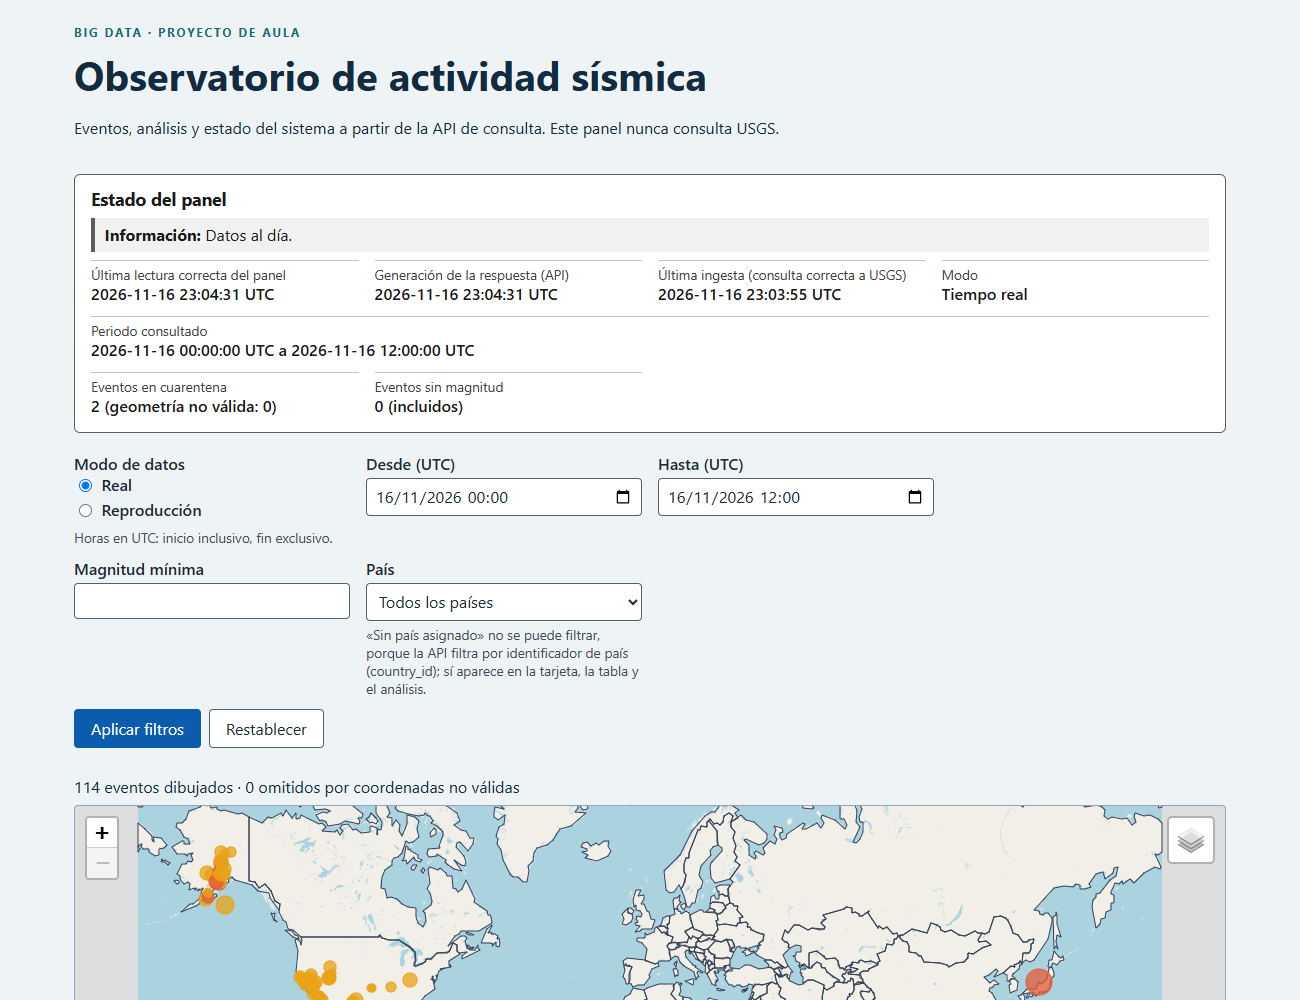 BIG DATA · PROYECTO DE AULA
Observatorio de actividad sísmica
Eventos, análisis y estado del sistema a partir de la API de consulta. Este panel nunca consulta USGS.
Estado del panel
Información: Datos al día.
Última lectura correcta del panel
2026-11-16 23:04:31 UTC
Generación de la respuesta (API)
2026-11-16 23:04:31 UTC
Última ingesta (consulta correcta a USGS)
2026-11-16 23:03:55 UTC
Modo
Tiempo real
Periodo consultado
2026-11-16 00:00:00 UTC a 2026-11-16 12:00:00 UTC
Eventos en cuarentena
2 (geometría no válida: 0)
Eventos sin magnitud
0 (incluidos)
Modo de datos
Real
Reproducción
Horas en UTC: inicio inclusivo, fin exclusivo.
Desde (UTC)
16/11/2026 00:00
Hasta (UTC)
16/11/2026 12:00
Magnitud mínima
País
Todos los países
«Sin país asignado» no se puede filtrar,
porque la API filtra por identificador de país
(country_id); sí aparece en la tarjeta, la tabla y
el análisis.
Aplicar filtros
Restablecer
114 eventos dibujados · 0 omitidos por coordenadas no válidas
+
−